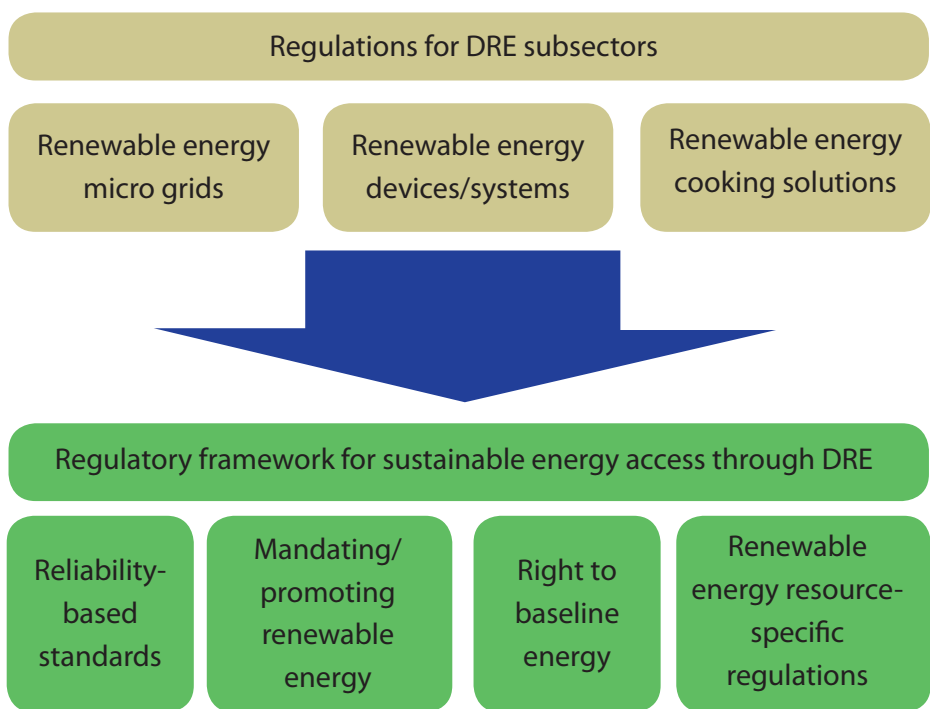 Regulations for DRE subsectors
Renewable energy
micro grids
Renewable energy
devices/systems
Renewable energy
cooking solutions
Regulatory framework for sustainable energy access through DRE
Reliability-
based
standards
Mandating/
promoting
renewable
energy
Right to
baseline
energy
Renewable
energy resource-
specific
regulations